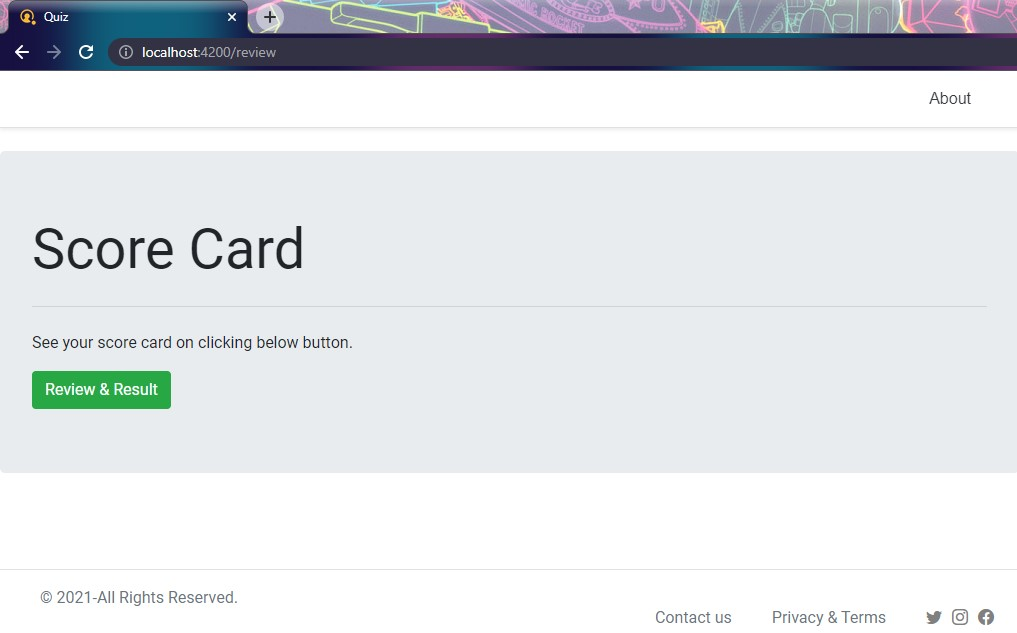 Quiz
localhost:4200/review
About
Score Card
See your score card on clicking below button.
Review & Result
© 2021-All Rights Reserved.
Contact us Privacy & Terms